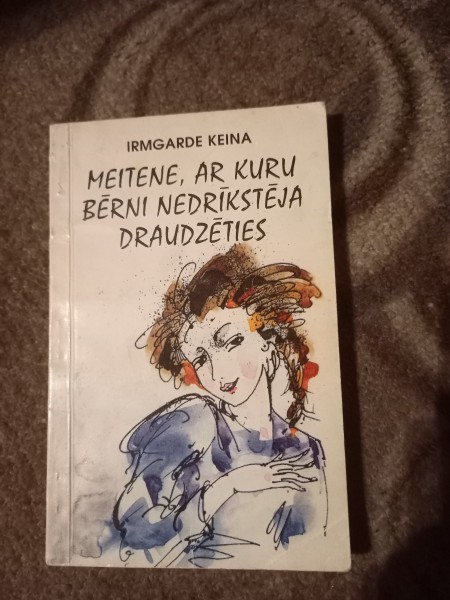 IRMGARDE KEINA
MEITENE, AR KURU
BĒRNI NEDRĪKSTĒJA
DRAUDZĒTIES